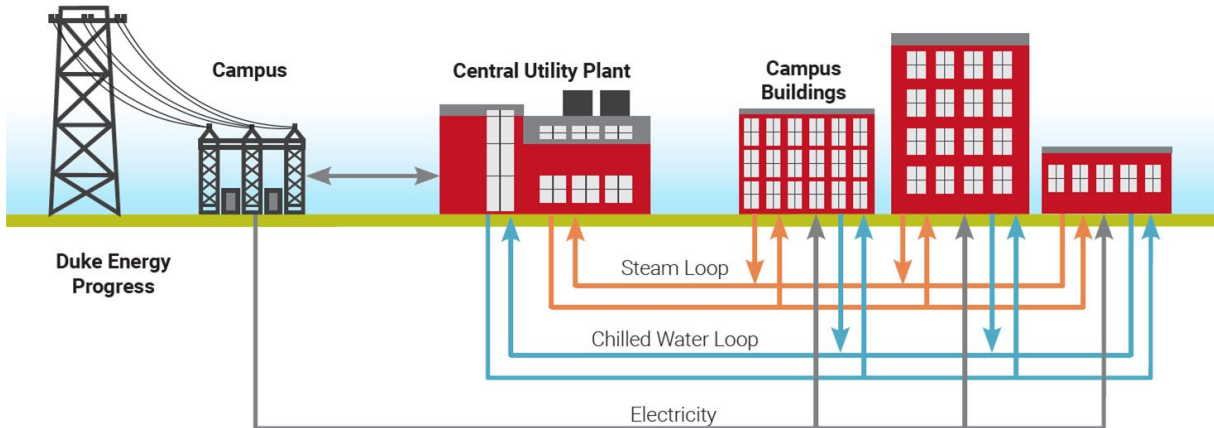 Campus
Central Utility Plant
Campus
Buildings
Duke Energy
Progress
Steam Loop
Chilled Water Loop
Electricity